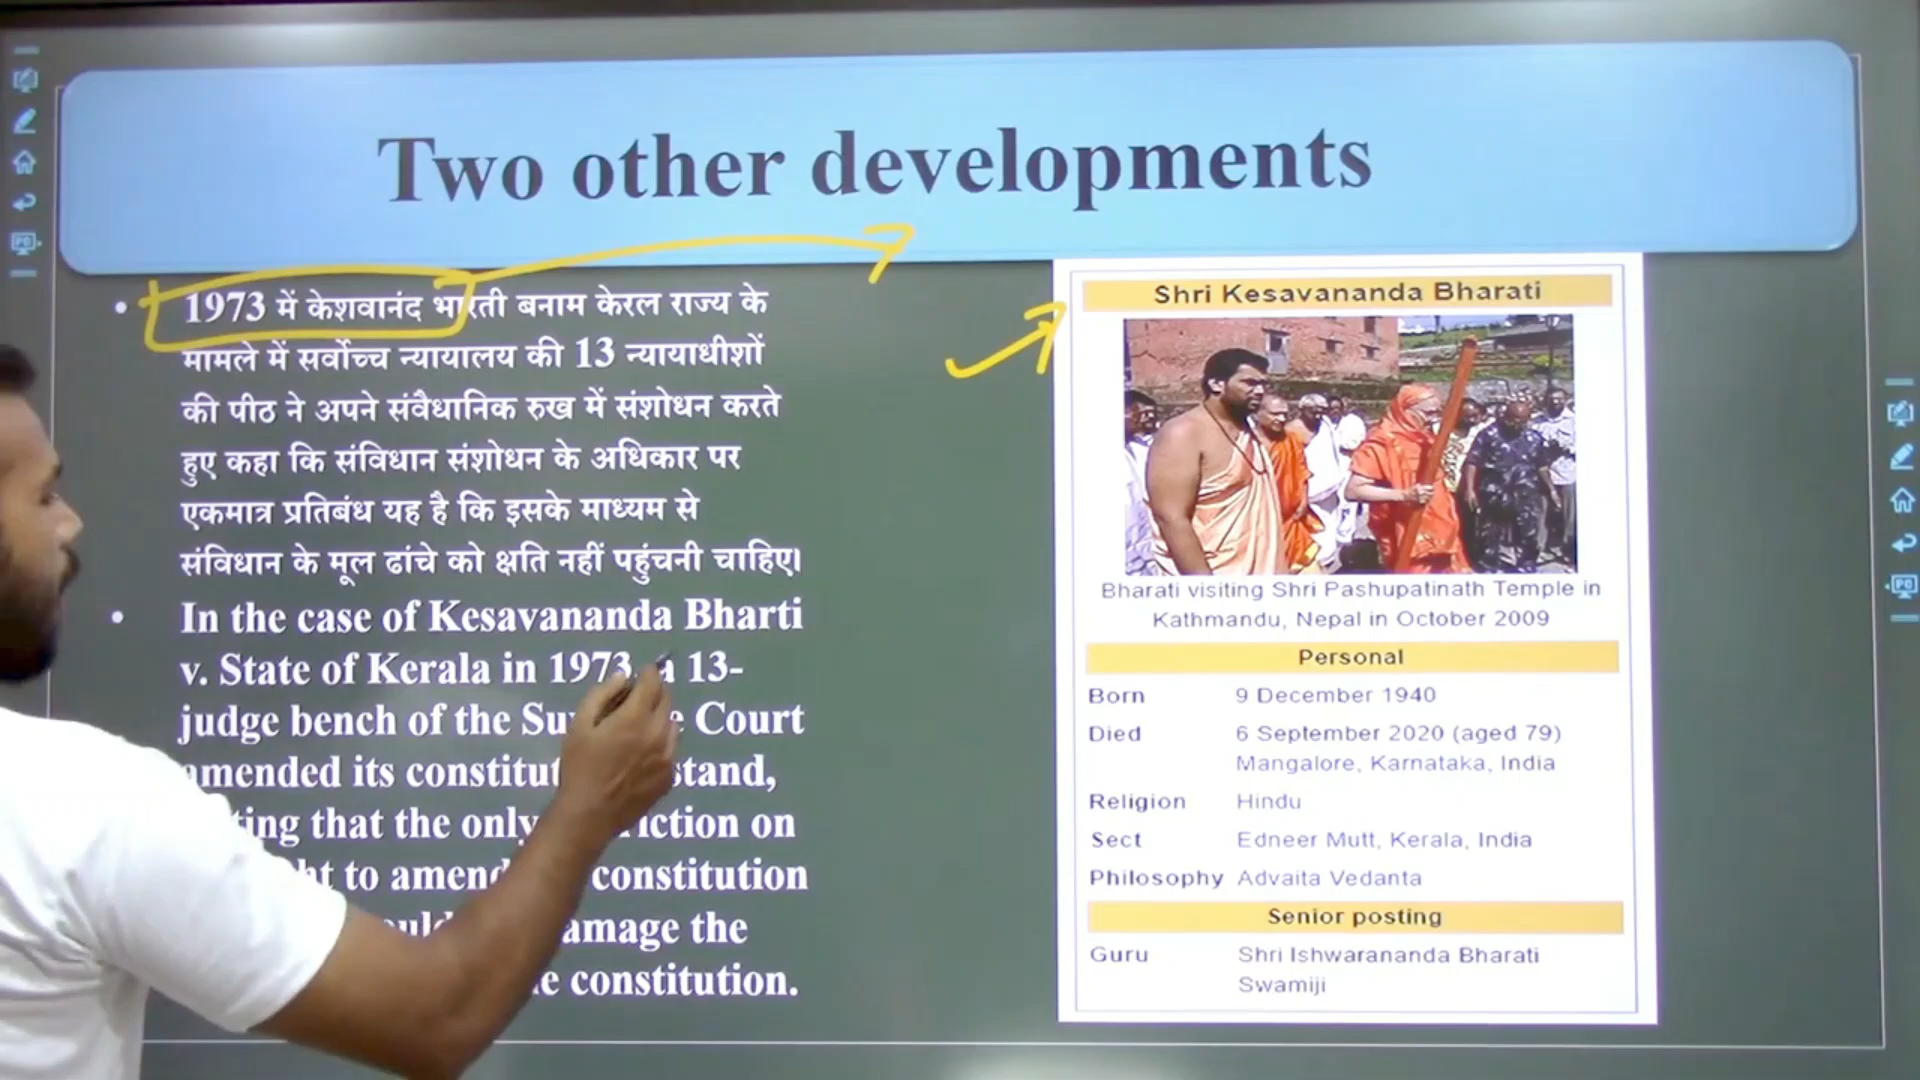 Two other developments
• 1973 में केशवानंद भारती बनाम केरल राज्य के
मामले में सर्वोच्च न्यायालय की 13 न्यायाधीशों
की पीठ ने अपने संवैधानिक रुख में संशोधन करते
हुए कहा कि संविधान संशोधन के अधिकार पर
एकमात्र प्रतिबंध यह है कि इसके माध्यम से
संविधान के मूल ढांचे को क्षति नहीं पहुंचनी चाहिए।
• In the case of Kesavananda Bharti
v. State of Kerala in 1973, a 13-
judge bench of the Court
its stand,
that the only on
to constitution
the
constitution.
Shri Kesavananda Bharati
Bharati visiting Shri Pashupatinath Temple in
Kathmandu, Nepal in October 2009
Personal
Born 9 December 1940
Died 6 September 2020 (aged 79)
Mangalore, Karnataka, India
Religion Hindu
Sect Edneer Mutt, Kerala, India
Philosophy Advaita Vedanta
Senior posting
Guru Shri Ishwarananda Bharati
Swamiji